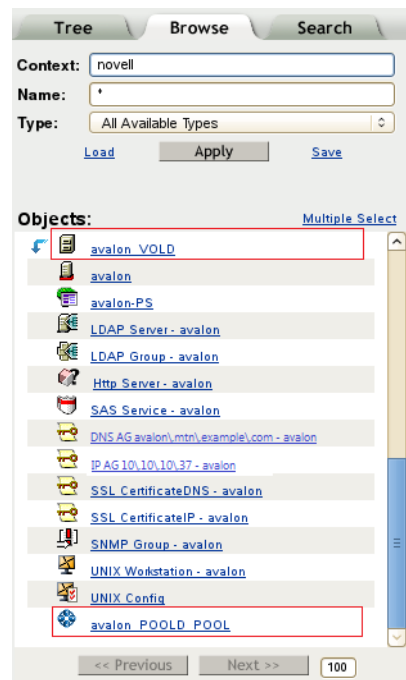 Tree Browse Search
Context: novell
Name: *
Type: All Available Types
Load Apply Save
Objects: Multiple Select
avalon_VOLD
avalon
avalon-PS
LDAP Server - avalon
LDAP Group - avalon
Http Server - avalon
SAS Service - avalon
DNS AG avalon\.mtn\.example\.com - avalon
IP AG 10\.10\.10\.37 - avalon
SSL CertificateDNS - avalon
SSL CertificateIP - avalon
SNMP Group - avalon
UNIX Workstation - avalon
UNIX Config
avalon_POOLD_POOL
<< Previous Next >> 100